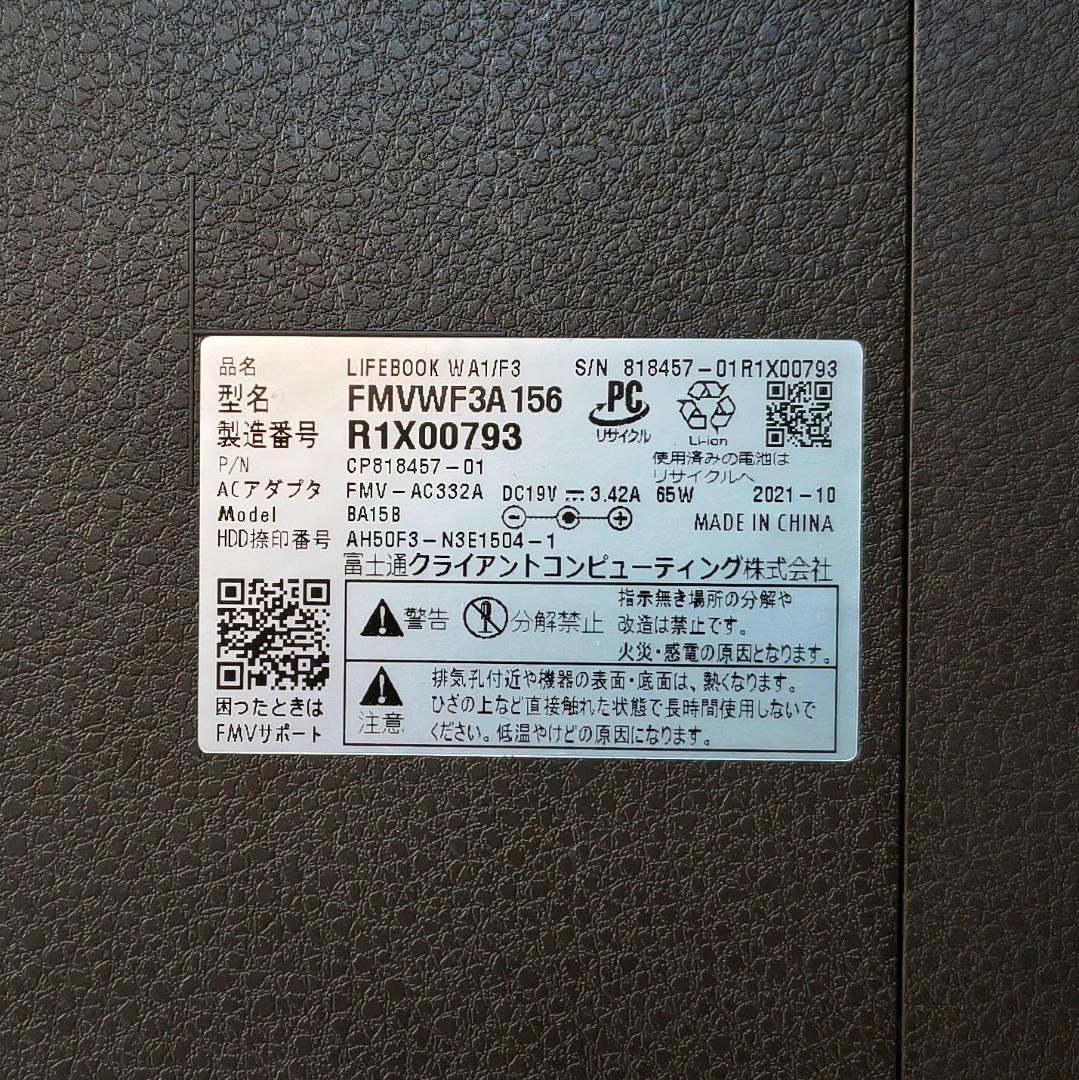 品名 LIFEBOOK WA1/F3 S/N 818457-01R1X00793
型名 FMVWF3A156
製造番号 R1X00793
PC
リサイクル
Li-ion
使用済みの電池は
リサイクルへ
P/N CP818457-01
ACアダプタ FMV-AC332A DC19V 3.42A 65W 2021-10
Model BA15B
MADE IN CHINA
HDD捺印番号 AH50F3-N3E1504-1
富士通クライアントコンピューティング株式会社
警告 分解禁止
指示無き場所の分解や
改造は禁止です。
火災・感電の原因となります。
注意
排気孔付近や機器の表面・底面は、熱くなります。
ひざの上など直接触れた状態で長時間使用しないで
ください。低温やけどの原因になります。
困ったときは
FMVサポート